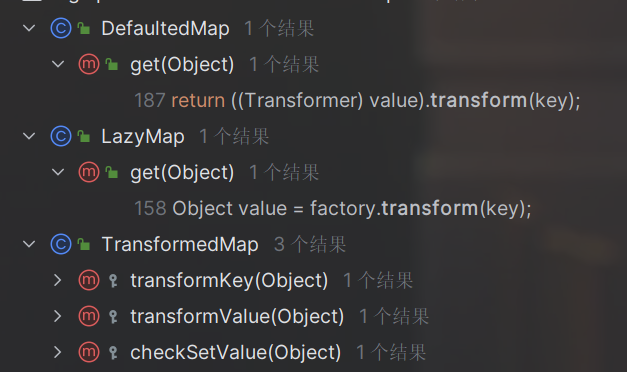 DefaultedMap 1 个结果
get(Object) 1 个结果
187 return ((Transformer) value).transform(key);
LazyMap 1 个结果
get(Object) 1 个结果
158 Object value = factory.transform(key);
TransformedMap 3 个结果
transformKey(Object) 1 个结果
transformValue(Object) 1 个结果
checkSetValue(Object) 1 个结果